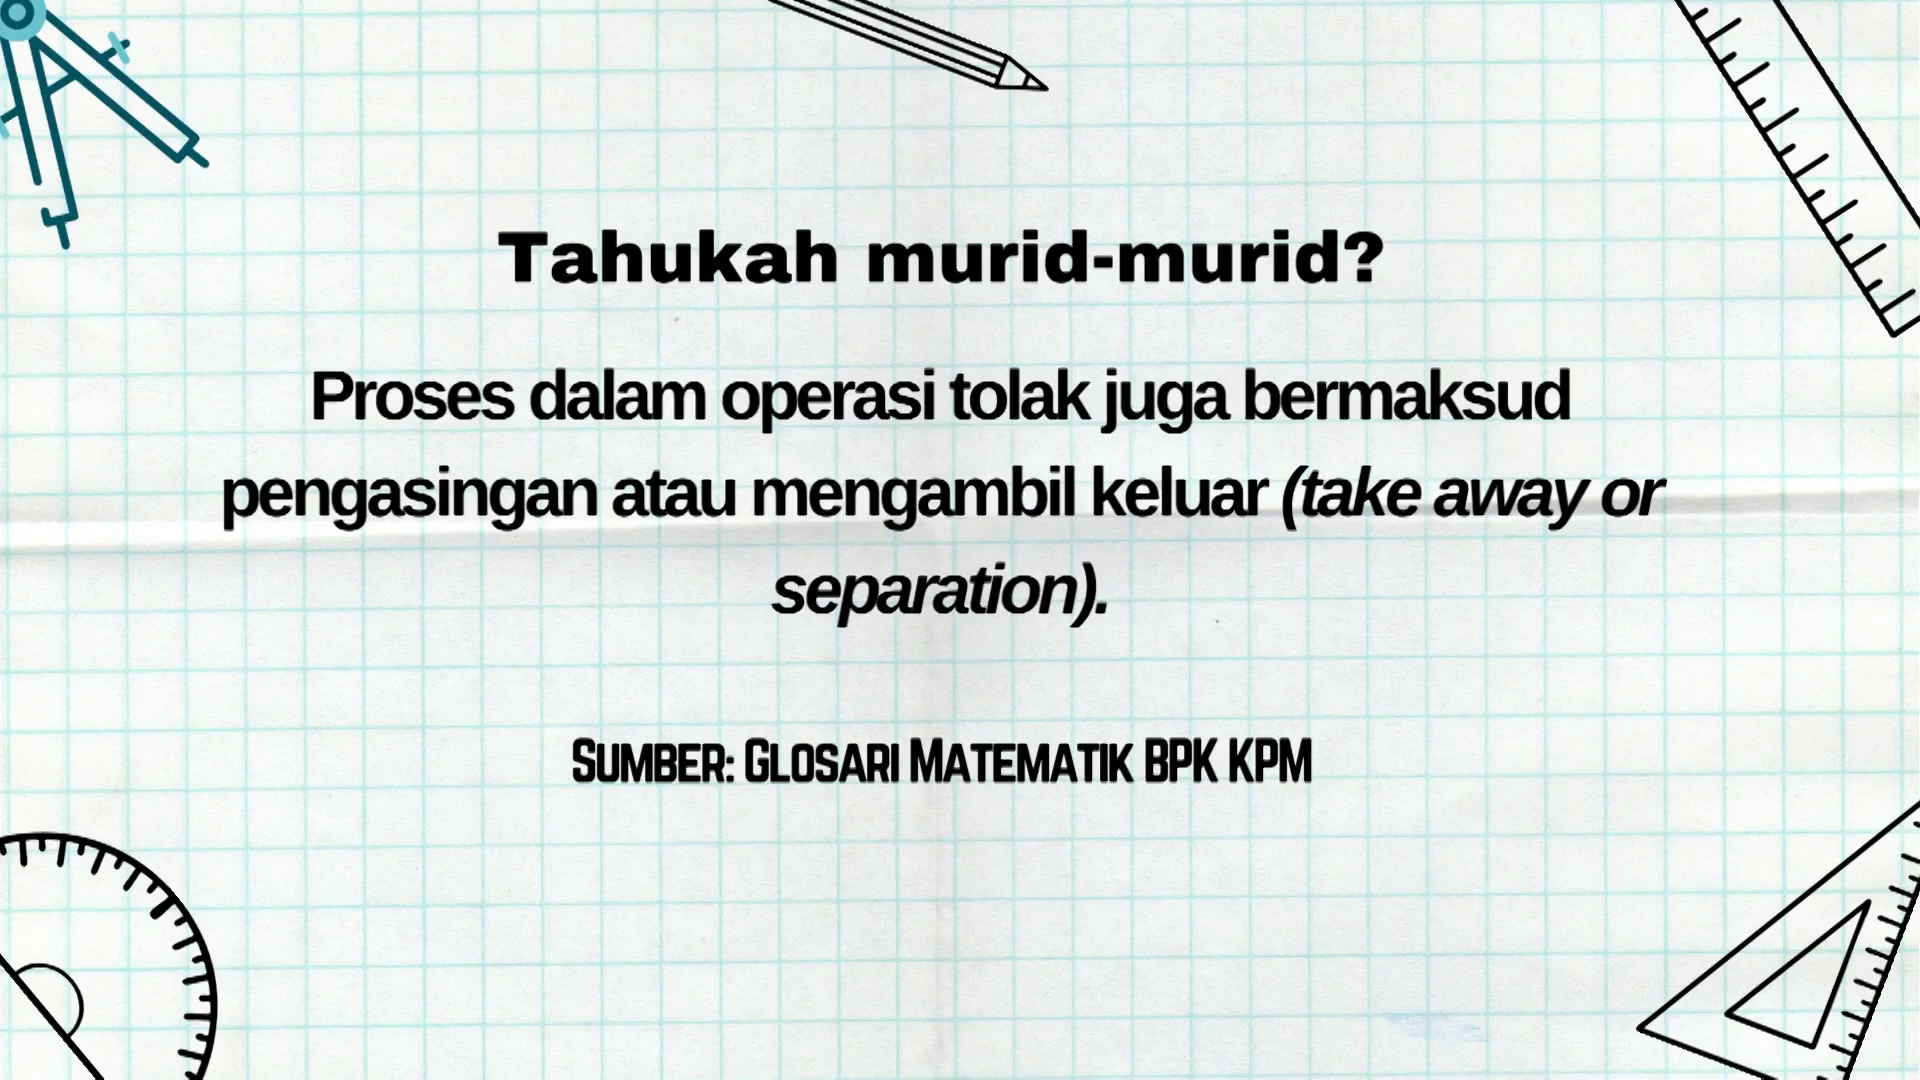 Tahukah murid-murid?
Proses dalam operasi tolak juga bermaksud
pengasingan atau mengambil keluar (take away or
separation).
SUMBER: GLOSARI MATEMATIK BPK KPM